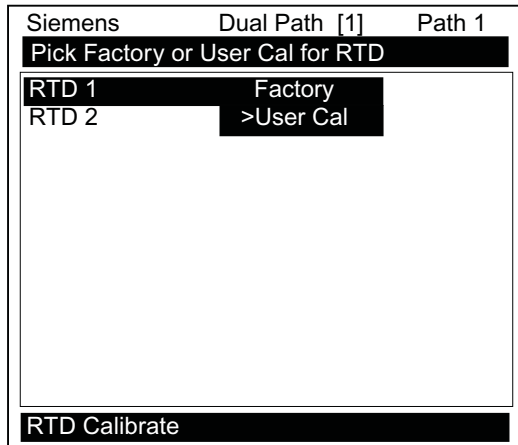 Siemens Dual Path [1] Path 1
Pick Factory or User Cal for RTD
RTD 1 Factory
RTD 2 >User Cal
RTD Calibrate